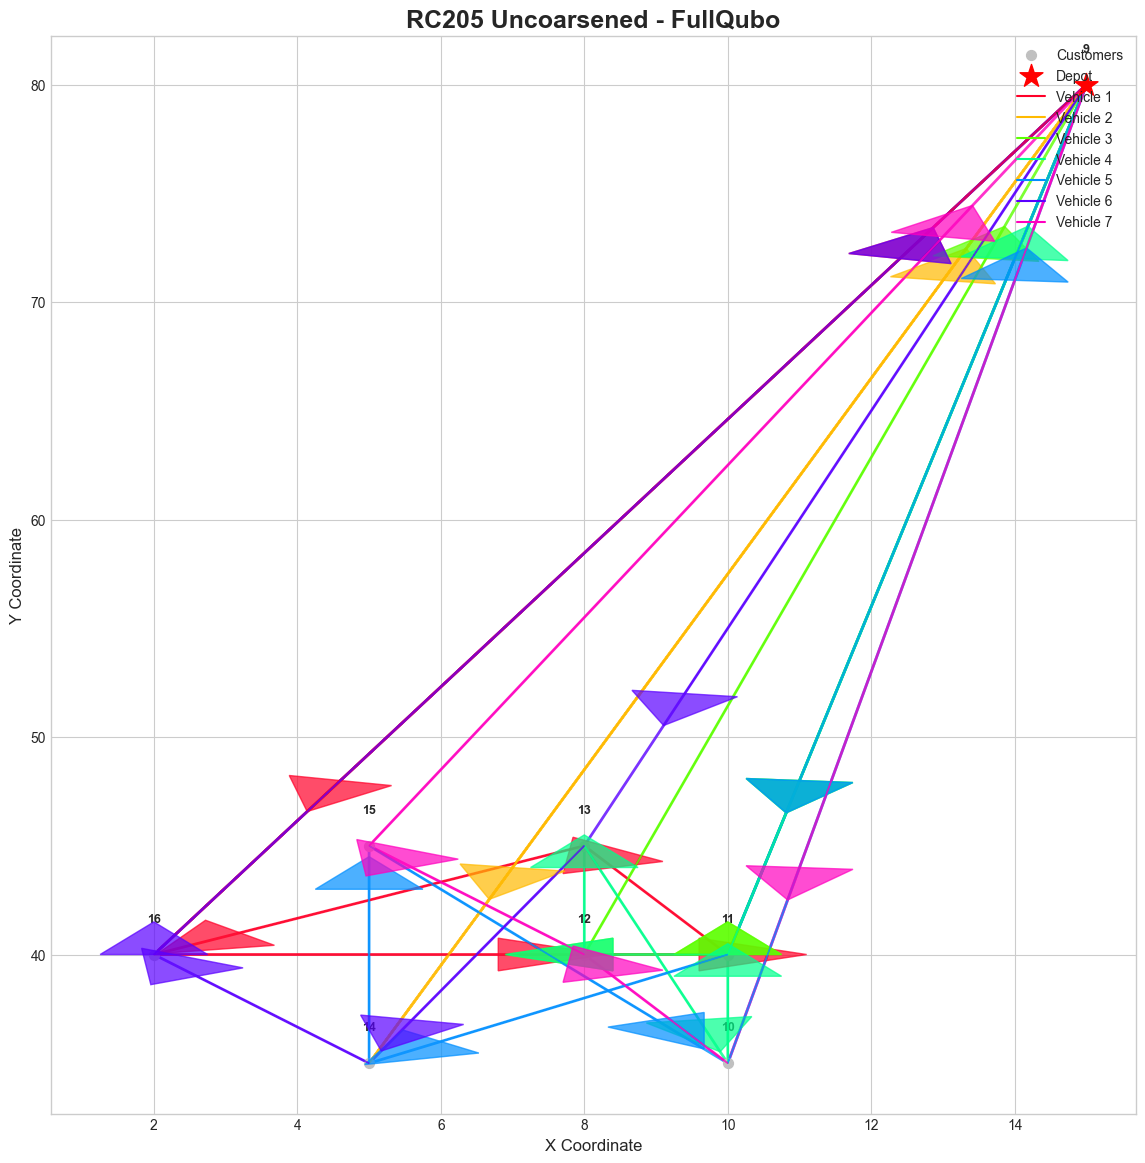 RC205 Uncoarsened - FullQubo
9
Customers
Depot
Vehicle 1
Vehicle 2
Vehicle 3
Vehicle 4
Vehicle 5
Vehicle 6
Vehicle 7
80
70
60
50
40
Y Coordinate
15
13
16
12
11
14
10
2
4
6
8
10
12
14
X Coordinate